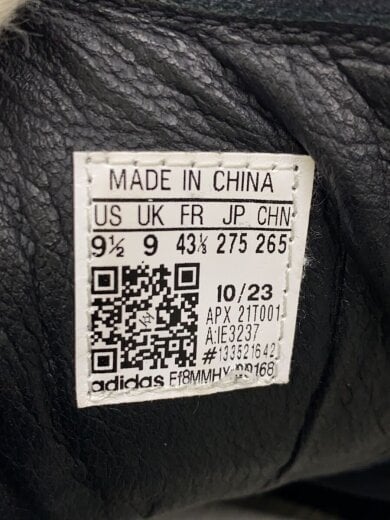 MADE IN CHINA
US UK FR JP CHN
9½ 9 43⅓ 275 265
10/23
APX 21T001
A:IE3237
#133521642
adidas